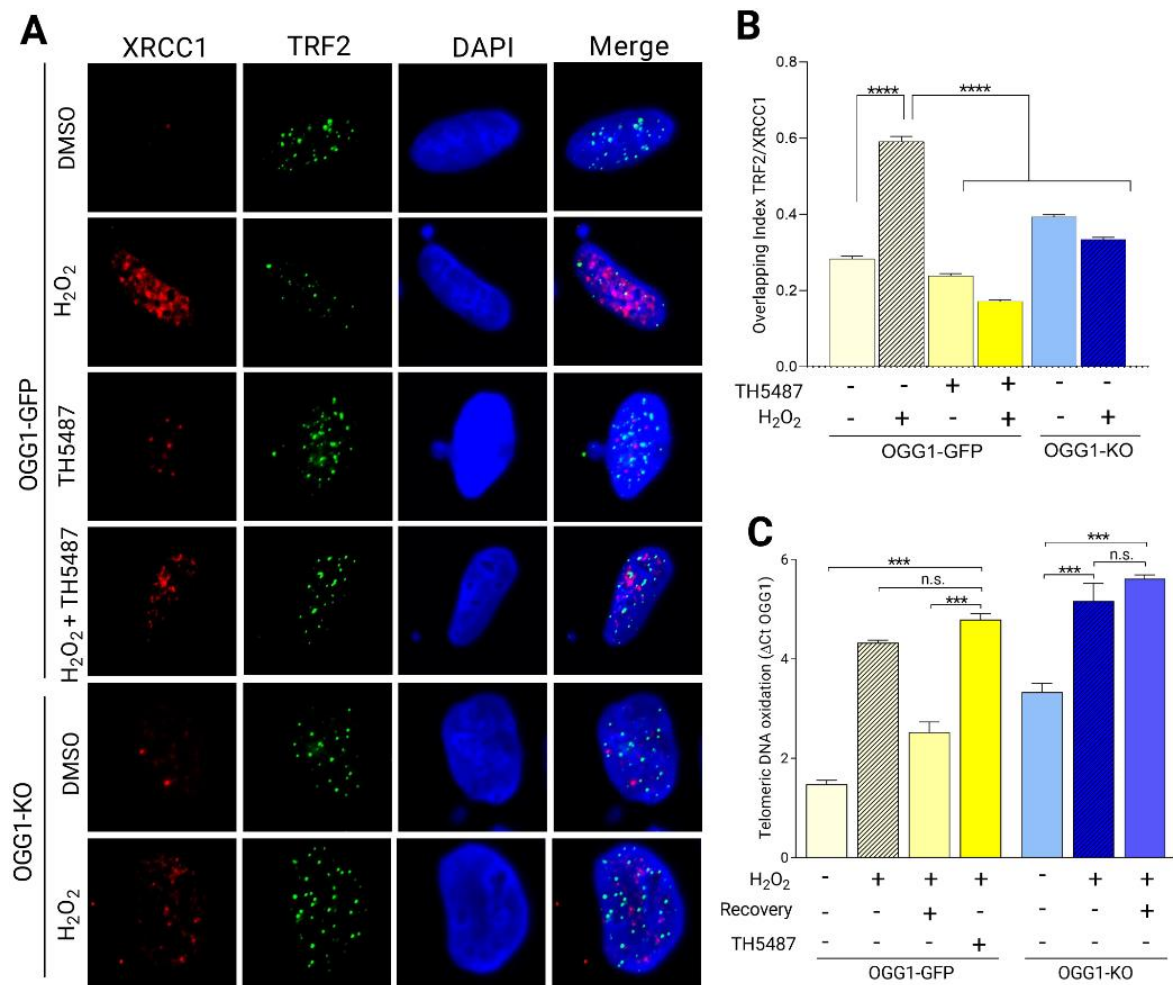 A
XRCC1 TRF2 DAPI Merge
OGG1-GFP
DMSO
H₂O₂
TH5487
H₂O₂ + TH5487
OGG1-KO
DMSO
H₂O₂
B
Overlapping Index TRF2/XRCC1
0.8
0.6
0.4
0.2
0.0
**** ****
TH5487 - - + + - -
H₂O₂ - + - + - +
OGG1-GFP OGG1-KO
C
Telomeric DNA oxidation (ΔCt OGG1)
6
4
2
0
***
n.s.
***
***
n.s.
***
H₂O₂ - + + + - + +
Recovery - - + - - - +
TH5487 - - - + - - -
OGG1-GFP OGG1-KO